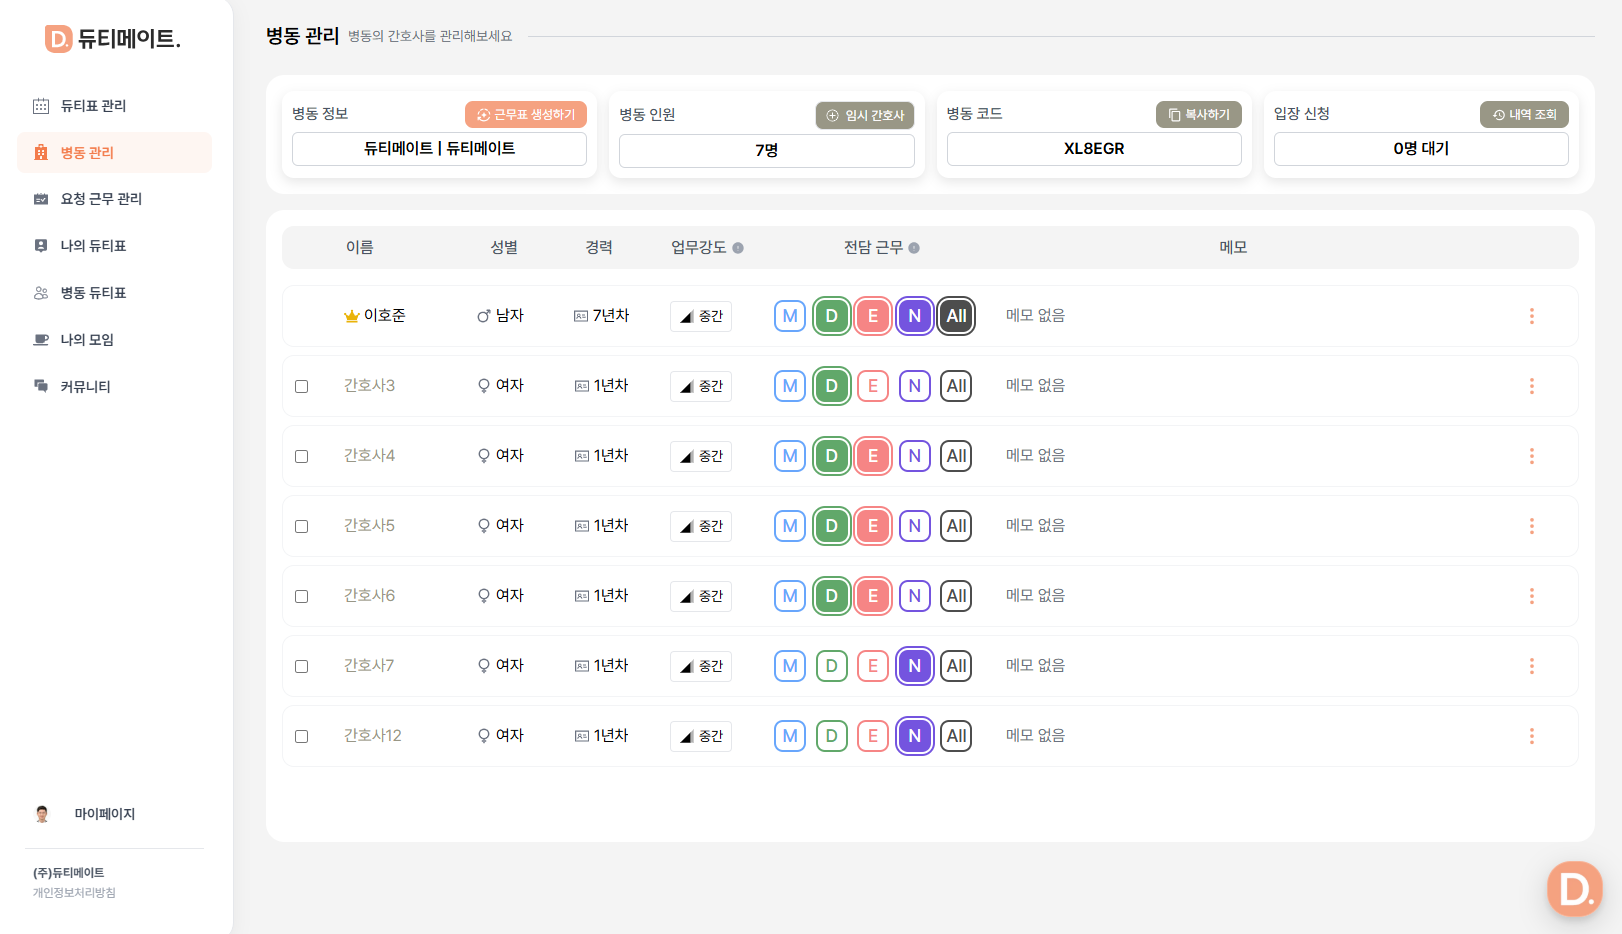 D. 듀티메이트.
듀티표 관리
병동 관리
요청 근무 관리
나의 듀티표
병동 듀티표
나의 모임
커뮤니티
마이페이지
(주)듀티메이트
개인정보처리방침
병동 관리 병동의 간호사를 관리해보세요
병동 정보 근무표 생성하기
듀티메이트 | 듀티메이트
병동 인원 임시 간호사
7명
병동 코드 복사하기
XL8EGR
입장 신청 내역 조회
0명 대기
이름 성별 경력 업무강도 전담 근무 메모
이호준 남자 7년차 중간 M D E N All 메모 없음
간호사3 여자 1년차 중간 M D E N All 메모 없음
간호사4 여자 1년차 중간 M D E N All 메모 없음
간호사5 여자 1년차 중간 M D E N All 메모 없음
간호사6 여자 1년차 중간 M D E N All 메모 없음
간호사7 여자 1년차 중간 M D E N All 메모 없음
간호사12 여자 1년차 중간 M D E N All 메모 없음
D.